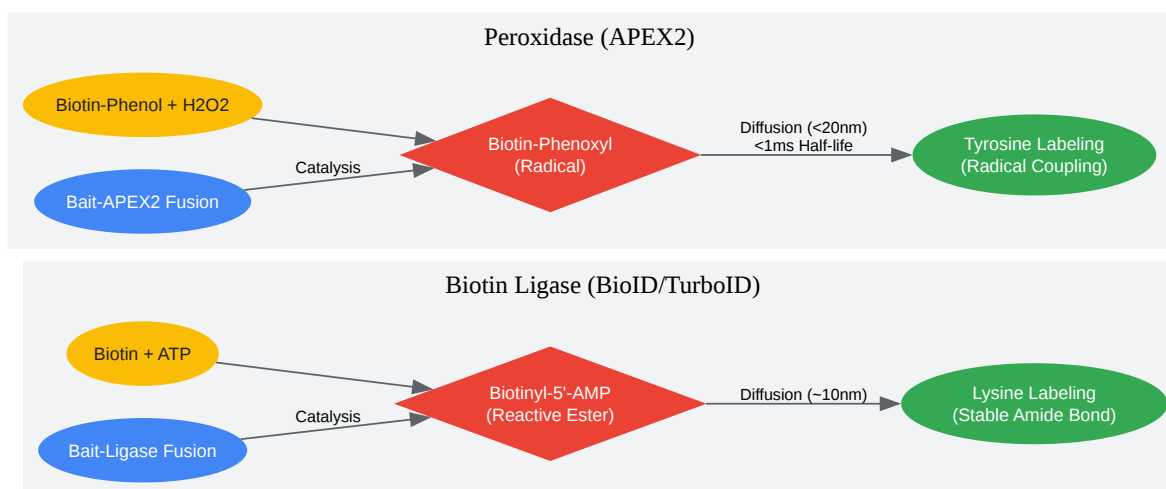 Peroxidase (APEX2)
Biotin-Phenol + H2O2
Bait-APEX2 Fusion
Catalysis
Biotin-Phenoxyl
(Radical)
Diffusion (<20nm)
<1ms Half-life
Tyrosine Labeling
(Radical Coupling)
Biotin Ligase (BioID/TurboID)
Biotin + ATP
Bait-Ligase Fusion
Catalysis
Biotinyl-5'-AMP
(Reactive Ester)
Diffusion (~10nm)
Lysine Labeling
(Stable Amide Bond)